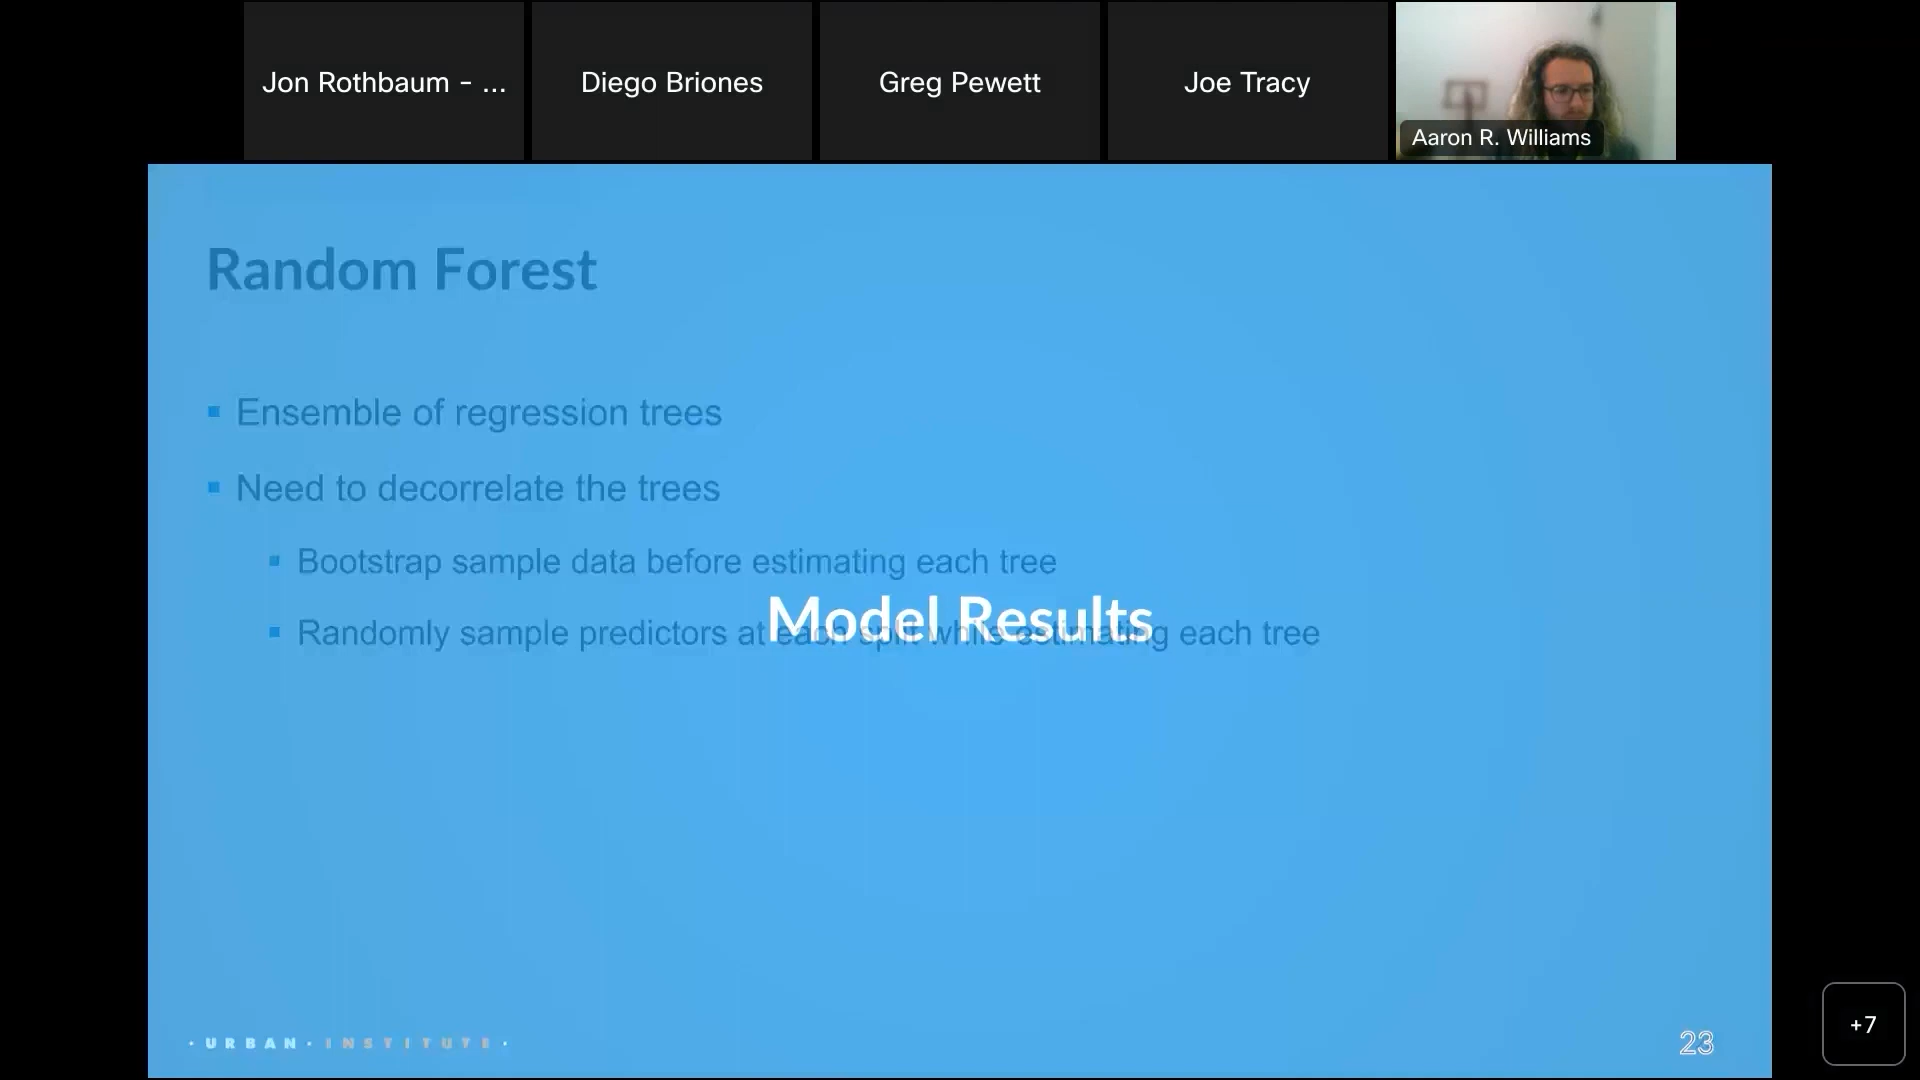 Jon Rothbaum - ...
Diego Briones
Greg Pewett
Joe Tracy
Aaron R. Williams
Random Forest
Ensemble of regression trees
Need to decorrelate the trees
Bootstrap sample data before estimating each tree
Model Results
Randomly sample predictors at each split while estimating each tree
URBAN · INSTITUTE
23
+7